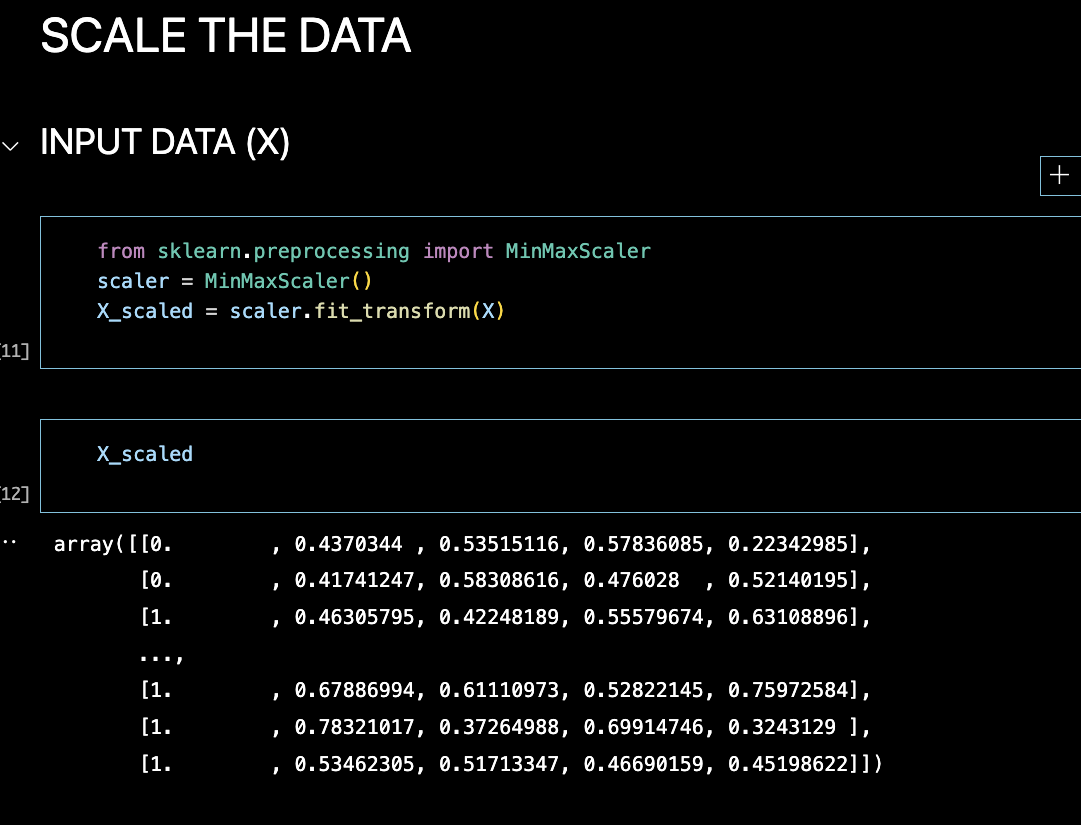 SCALE THE DATA
INPUT DATA (X)
from sklearn.preprocessing import MinMaxScaler
scaler = MinMaxScaler()
X_scaled = scaler.fit_transform(X)
[11]
X_scaled
[12]
array([[0.        , 0.4370344 , 0.53515116, 0.57836085, 0.22342985],
       [0.        , 0.41741247, 0.58308616, 0.476028  , 0.52140195],
       [1.        , 0.46305795, 0.42248189, 0.55579674, 0.63108896],
       ...,
       [1.        , 0.67886994, 0.61110973, 0.52822145, 0.75972584],
       [1.        , 0.78321017, 0.37264988, 0.69914746, 0.3243129 ],
       [1.        , 0.53462305, 0.51713347, 0.46690159, 0.45198622]])